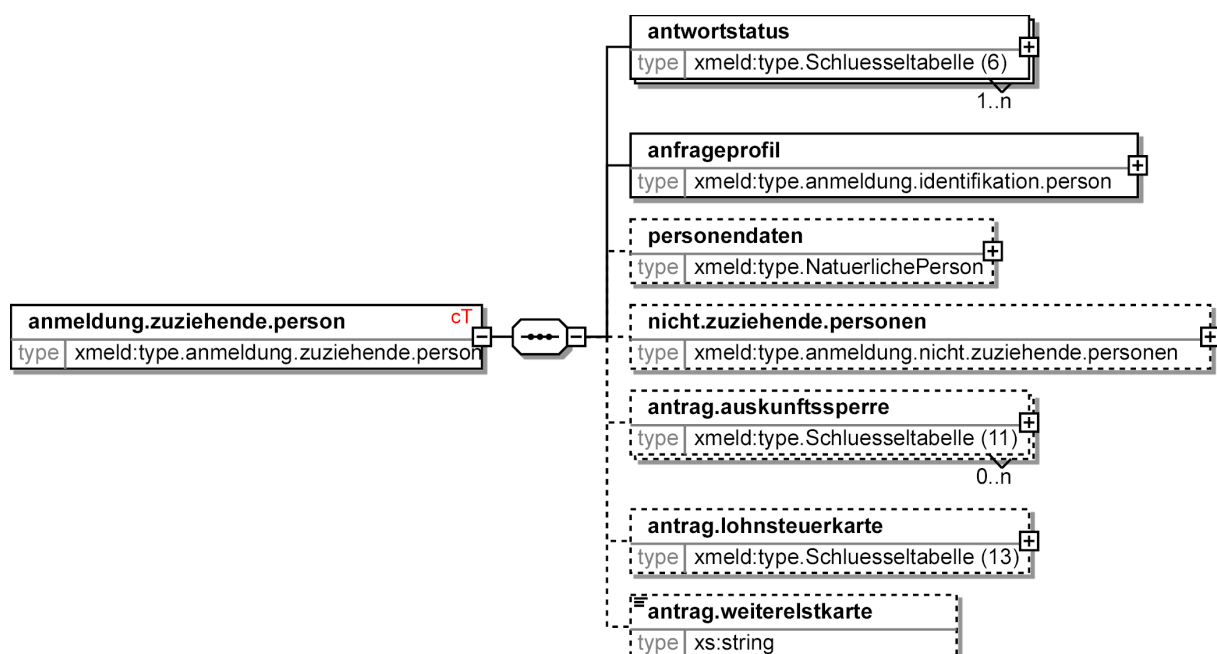 antwortstatus
type xmeld:type.Schluesseltabelle (6)
1..n
anfrageprofil
type xmeld:type.anmeldung.identifikation.person
personendaten
type xmeld:type.NatuerlichePerson
anmeldung.zuziehende.person cT
type xmeld:type.anmeldung.zuziehende.person
nicht.zuziehende.personen
type xmeld:type.anmeldung.nicht.zuziehende.personen
antrag.auskunftssperre
type xmeld:type.Schluesseltabelle (11)
0..n
antrag.lohnsteuerkarte
type xmeld:type.Schluesseltabelle (13)
antrag.weiterelstkarte
type xs:string